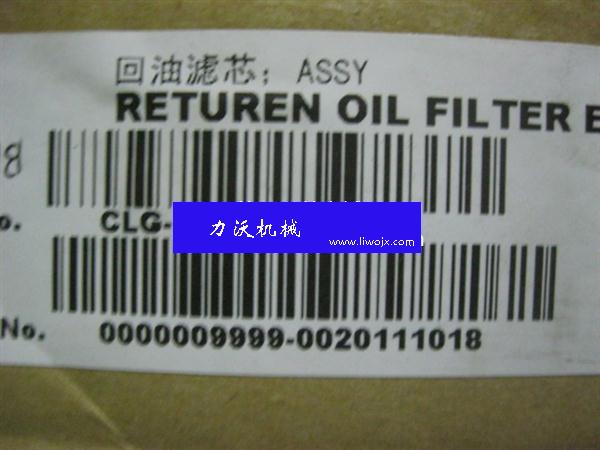 回油滤芯; ASSY
RETUREN OIL FILTER E
8
o. CLG-
力沃机械
www.liwojx.com
No. 0000009999-0020111018